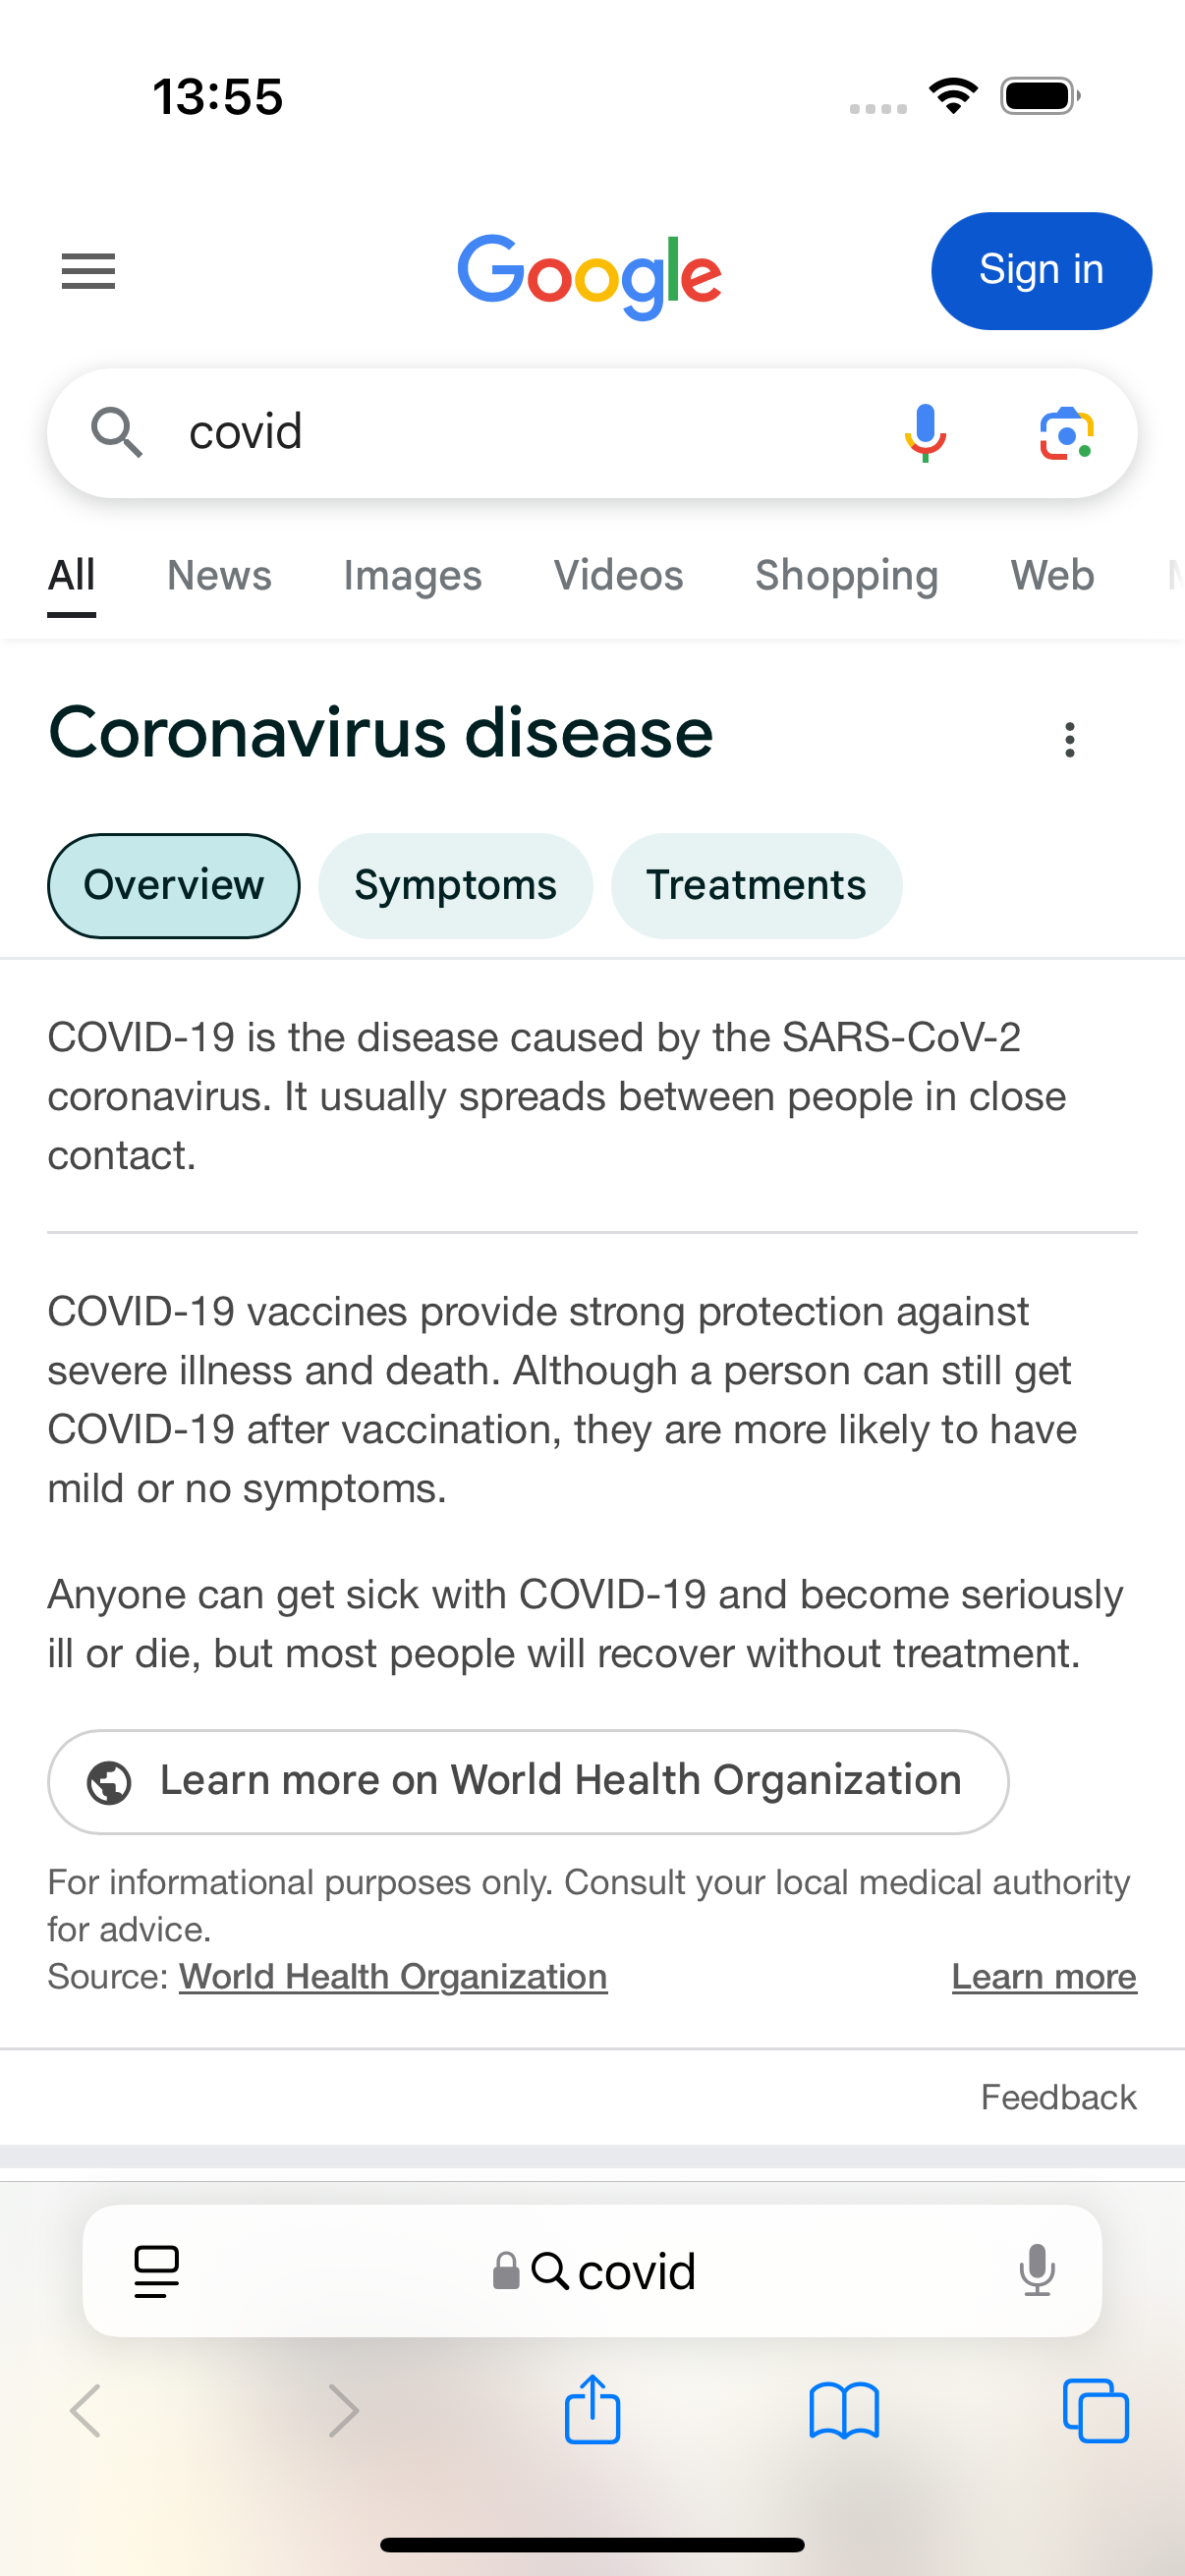 13:55
Google
Sign in
covid
All News Images Videos Shopping Web
Coronavirus disease
Overview Symptoms Treatments
COVID-19 is the disease caused by the SARS-CoV-2
coronavirus. It usually spreads between people in close
contact.
COVID-19 vaccines provide strong protection against
severe illness and death. Although a person can still get
COVID-19 after vaccination, they are more likely to have
mild or no symptoms.
Anyone can get sick with COVID-19 and become seriously
ill or die, but most people will recover without treatment.
Learn more on World Health Organization
For informational purposes only. Consult your local medical authority
for advice.
Source: World Health Organization Learn more
Feedback
covid